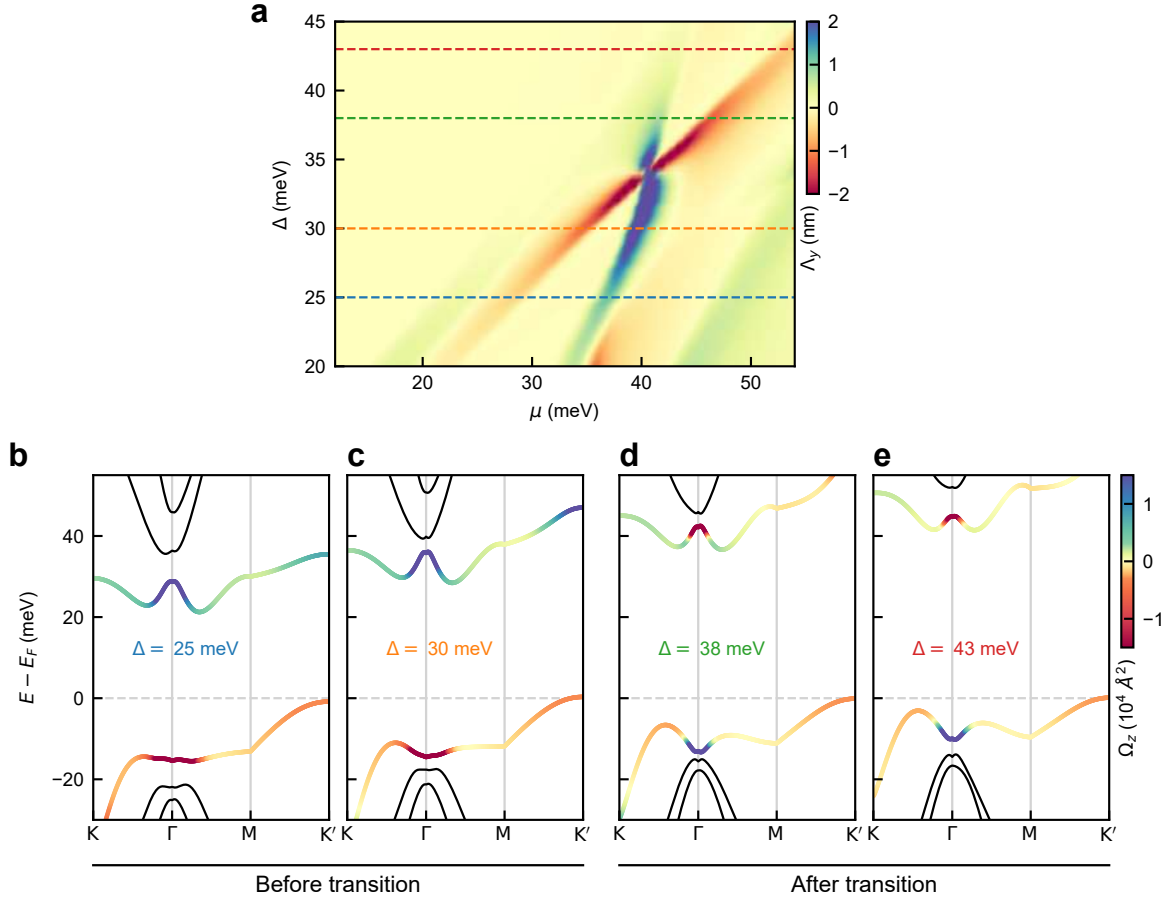 a
45
40
35
30
25
20
Δ (meV)
20 30 40 50
μ (meV)
2
1
0
−1
−2
Λy (nm)
b c d e
40
20
0
−20
E − EF (meV)
Δ = 25 meV
Δ = 30 meV
Δ = 38 meV
Δ = 43 meV
K Γ M K′
K Γ M K′
K Γ M K′
K Γ M K′
1
0
−1
Ωz (10⁴ Å²)
Before transition
After transition